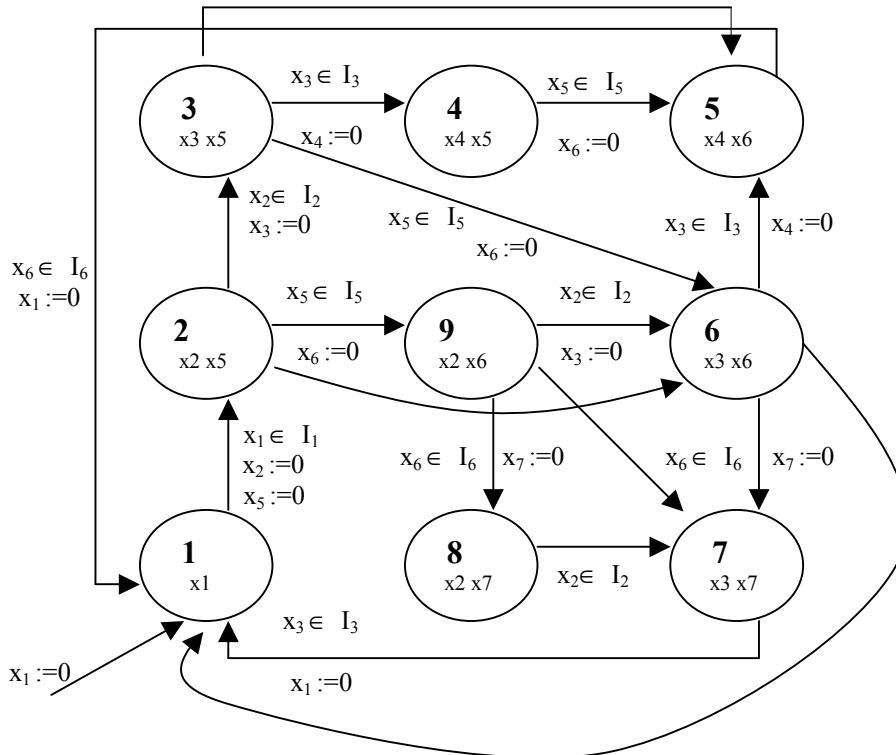 x₃ ∈ I₃
x₅ ∈ I₅
3
x3 x5
4
x4 x5
5
x4 x6
x₄ :=0
x₆ :=0
x₂ ∈ I₂
x₃ :=0
x₅ ∈ I₅
x₆ :=0
x₃ ∈ I₃
x₄ :=0
x₆ ∈ I₆
x₁ :=0
x₅ ∈ I₅
x₂ ∈ I₂
2
x2 x5
9
x2 x6
6
x3 x6
x₆ :=0
x₃ :=0
x₁ ∈ I₁
x₂ :=0
x₅ :=0
x₆ ∈ I₆
x₇ :=0
x₆ ∈ I₆
x₇ :=0
1
x1
8
x2 x7
7
x3 x7
x₂ ∈ I₂
x₃ ∈ I₃
x₁ :=0
x₁ :=0